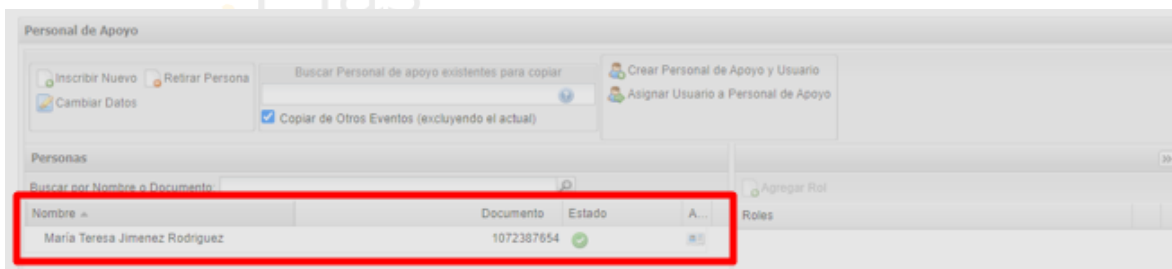 Personal de Apoyo
Inscribir Nuevo Retirar Persona
Cambiar Datos
Buscar Personal de apoyo existentes para copiar
Copiar de Otros Eventos (excluyendo el actual)
Crear Personal de Apoyo y Usuario
Asignar Usuario a Personal de Apoyo
Personas
Buscar por Nombre o Documento:
Agregar Rol
Nombre Documento Estado A... Roles
María Teresa Jimenez Rodriguez 1072387654